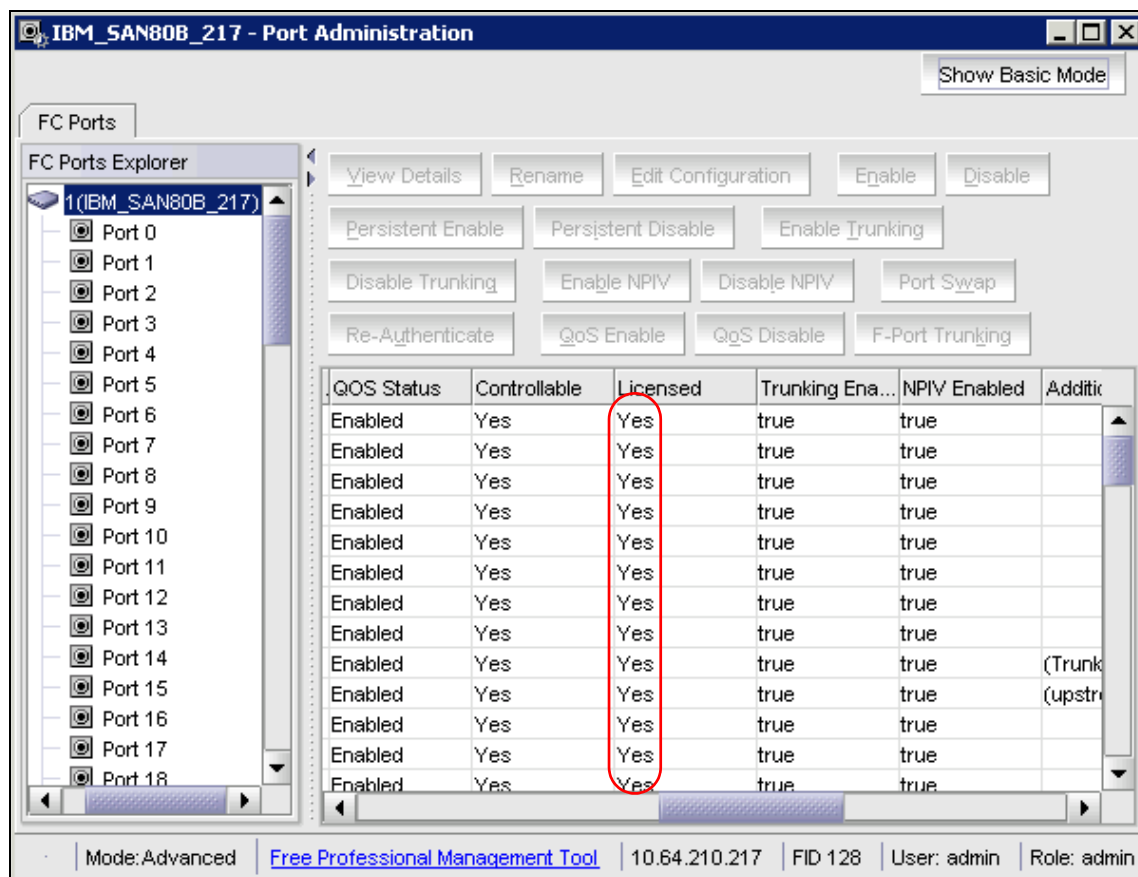 IBM_SAN80B_217 - Port Administration
Show Basic Mode
FC Ports
FC Ports Explorer
1(IBM_SAN80B_217)
Port 0
Port 1
Port 2
Port 3
Port 4
Port 5
Port 6
Port 7
Port 8
Port 9
Port 10
Port 11
Port 12
Port 13
Port 14
Port 15
Port 16
Port 17
Port 18
View Details Rename Edit Configuration Enable Disable
Persistent Enable Persistent Disable Enable Trunking
Disable Trunking Enable NPIV Disable NPIV Port Swap
Re-Authenticate QoS Enable QoS Disable F-Port Trunking
QOS Status Controllable Licensed Trunking Ena... NPIV Enabled Additic
Enabled Yes Yes true true
Enabled Yes Yes true true
Enabled Yes Yes true true
Enabled Yes Yes true true
Enabled Yes Yes true true
Enabled Yes Yes true true
Enabled Yes Yes true true
Enabled Yes Yes true true
Enabled Yes Yes true true (Trunk
Enabled Yes Yes true true (upstre
Enabled Yes Yes true true
Enabled Yes Yes true true
Enabled Yes Yes true true
Mode:Advanced Free Professional Management Tool 10.64.210.217 FID 128 User: admin Role: admin